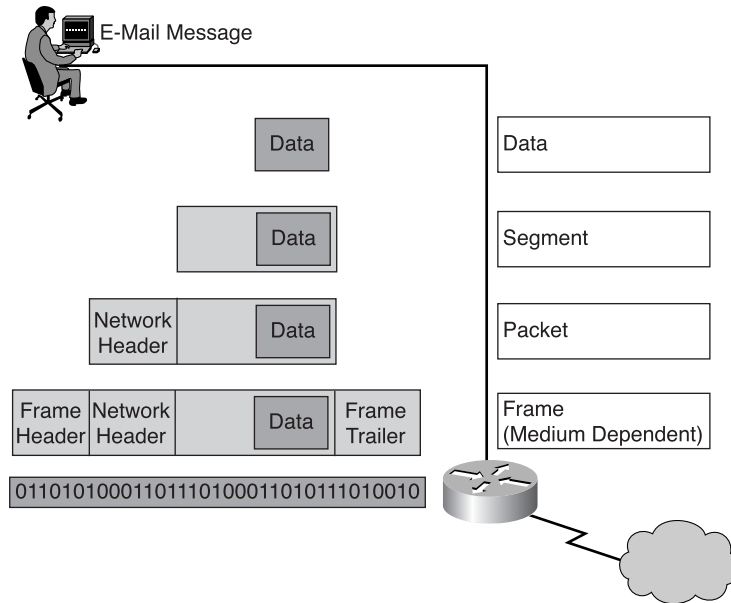 E-Mail Message
Data
Data
Data
Segment
Network
Header
Data
Packet
Frame
Header
Network
Header
Data
Frame
Trailer
Frame
(Medium Dependent)
0110101000110111010001101011101010010